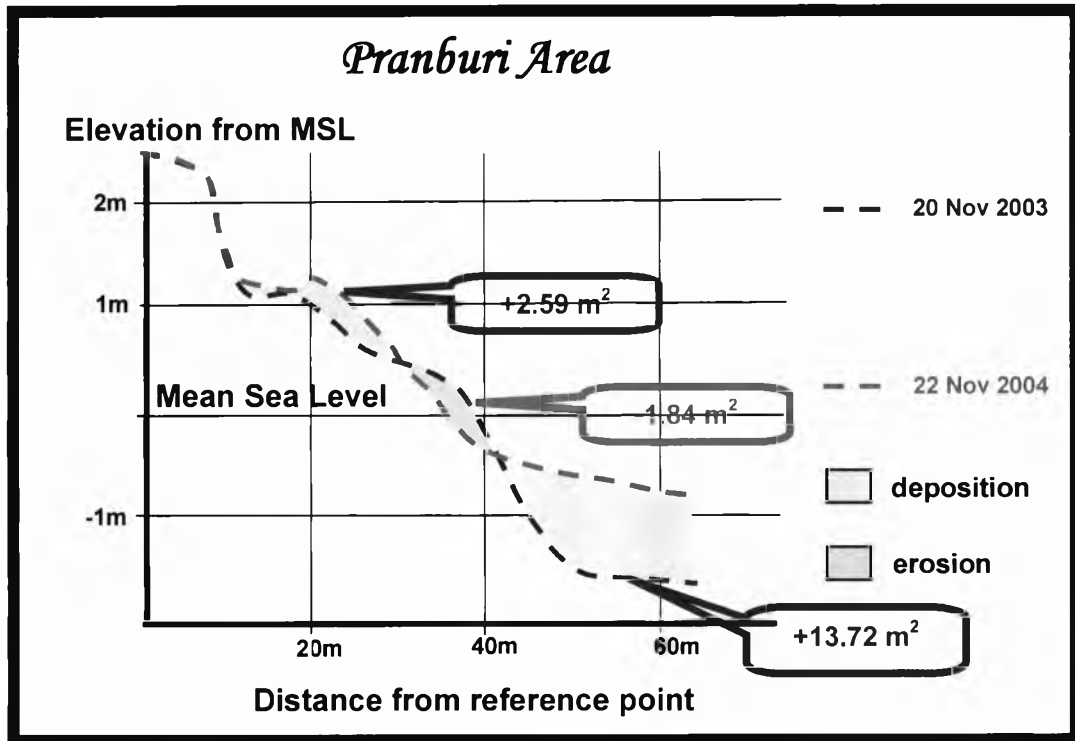 Pranburi Area
Elevation from MSL
2m
20 Nov 2003
+2.59 m²
1m
22 Nov 2004
Mean Sea Level
-1.84 m²
deposition
-1m
erosion
+13.72 m²
20m 40m 60m
Distance from reference point